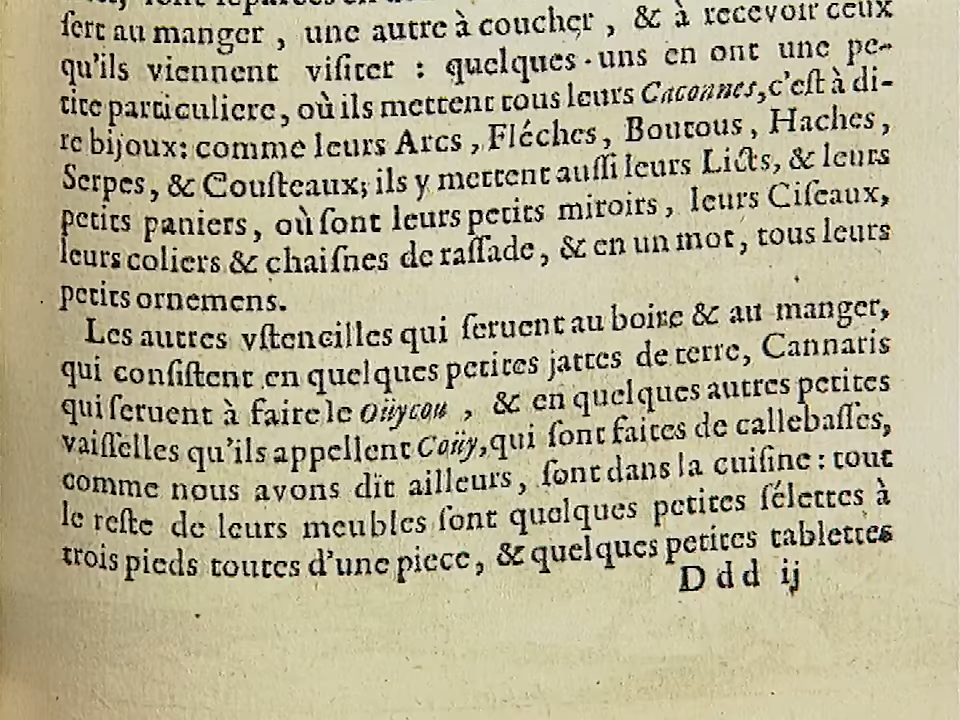 sert au manger, une autre à coucher, & à recevoir ceux
qu'ils viennent visiter : quelques-uns en ont une pe-
tite particuliere, où ils mettent tous leurs Caconnes, c'est à di-
re bijoux: comme leurs Arcs, Fléches, Boutous, Haches,
Serpes, & Cousteaux; ils y mettent aussi leurs Licts, & leurs
petits paniers, où sont leurs petits miroirs, leurs Ciseaux,
leurs coliers & chaisnes de rassade, & en un mot, tous leurs
petits ornemens.
Les autres vstencilles qui seruent au boire & au manger,
qui consistent en quelques petites jattes de terre, Cannaris
qui seruent à faire le Oüycou, & en quelques autres petites
vaisselles qu'ils appellent Coüy, qui sont faites de callebasses,
comme nous avons dit ailleurs, sont dans la cuisine : tout
le reste de leurs meubles sont quelques petites sélettes à
trois pieds toutes d'une piece, & quelques petites tablettes
Ddd ij